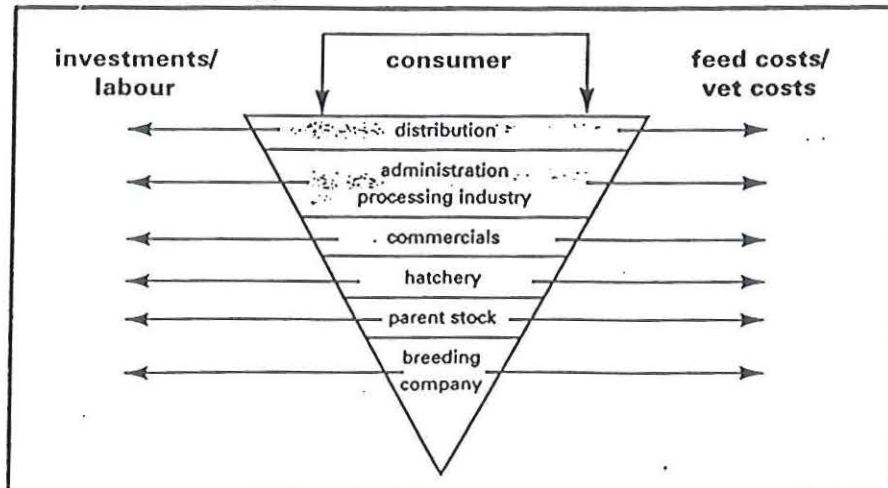 investments/
labour
consumer
feed costs/
vet costs
distribution
administration
processing industry
commercials
hatchery
parent stock
breeding
company